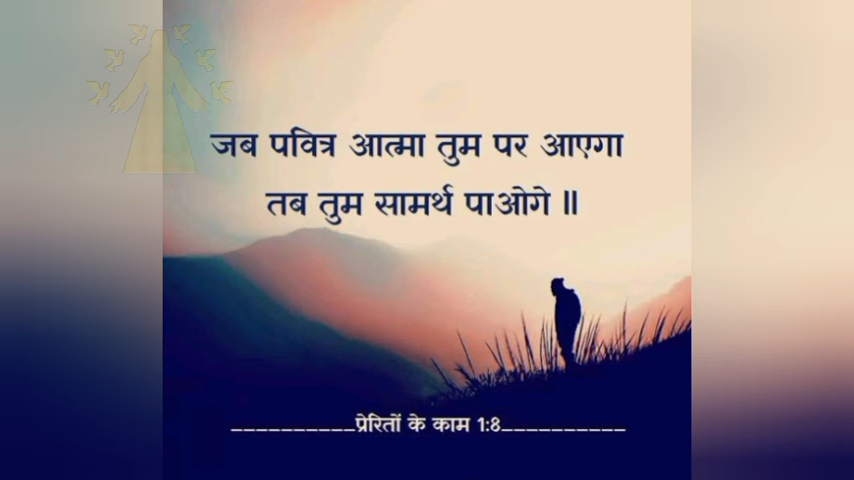 जब पवित्र आत्मा तुम पर आएगा
तब तुम सामर्थ पाओगे ॥
__________प्रेरितों के काम 1:8__________